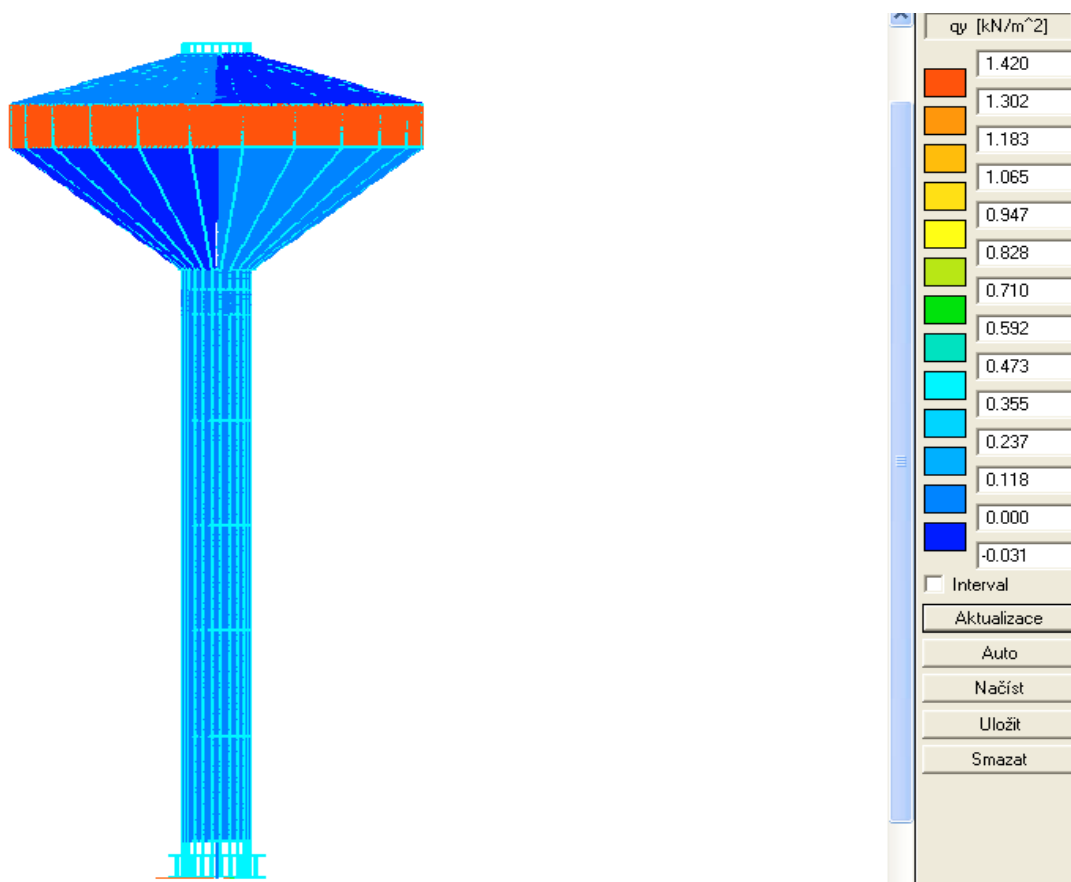 qy [kN/m^2]
1.420
1.302
1.183
1.065
0.947
0.828
0.710
0.592
0.473
0.355
0.237
0.118
0.000
-0.031
Interval
Aktualizace
Auto
Načíst
Uložit
Smazat